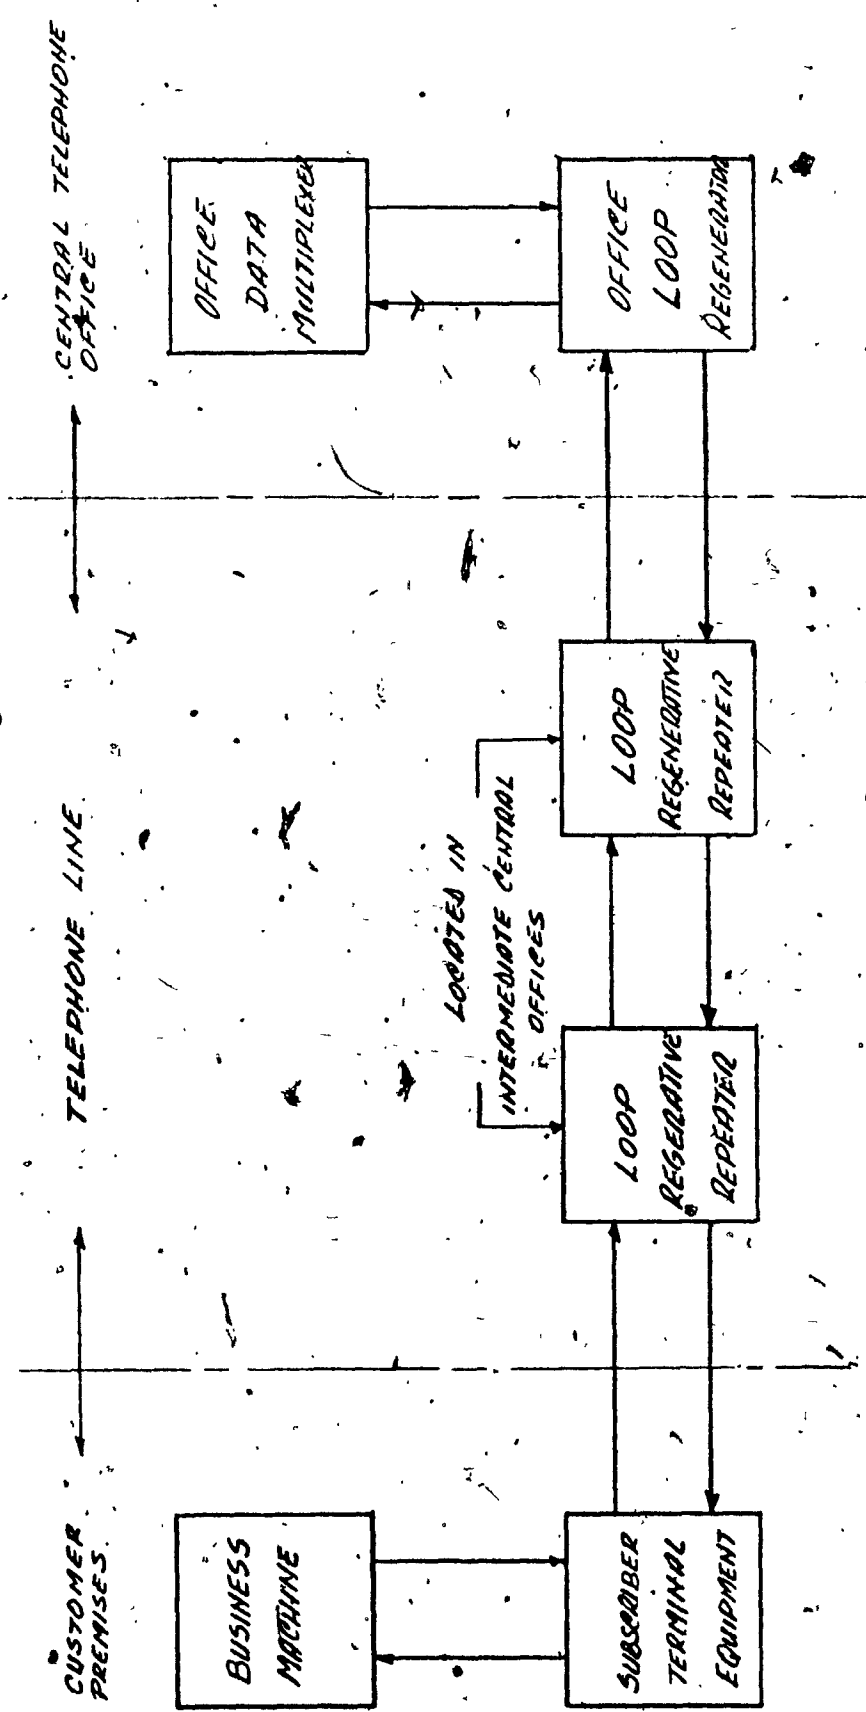 CUSTOMER
PREMISES.
TELEPHONE LINE
CENTRAL TELEPHONE
OFFICE
BUSINESS
MACHINE
OFFICE
DATA
MULTIPLEXER
LOCATED IN
INTERMEDIATE CENTRAL
OFFICES
SUBSCRIBER
TERMINAL
EQUIPMENT
LOOP
REGERATIVE
REPEATER
LOOP
REGENERATIVE
REPEATER
OFFICE
LOOP
REGENERATOR